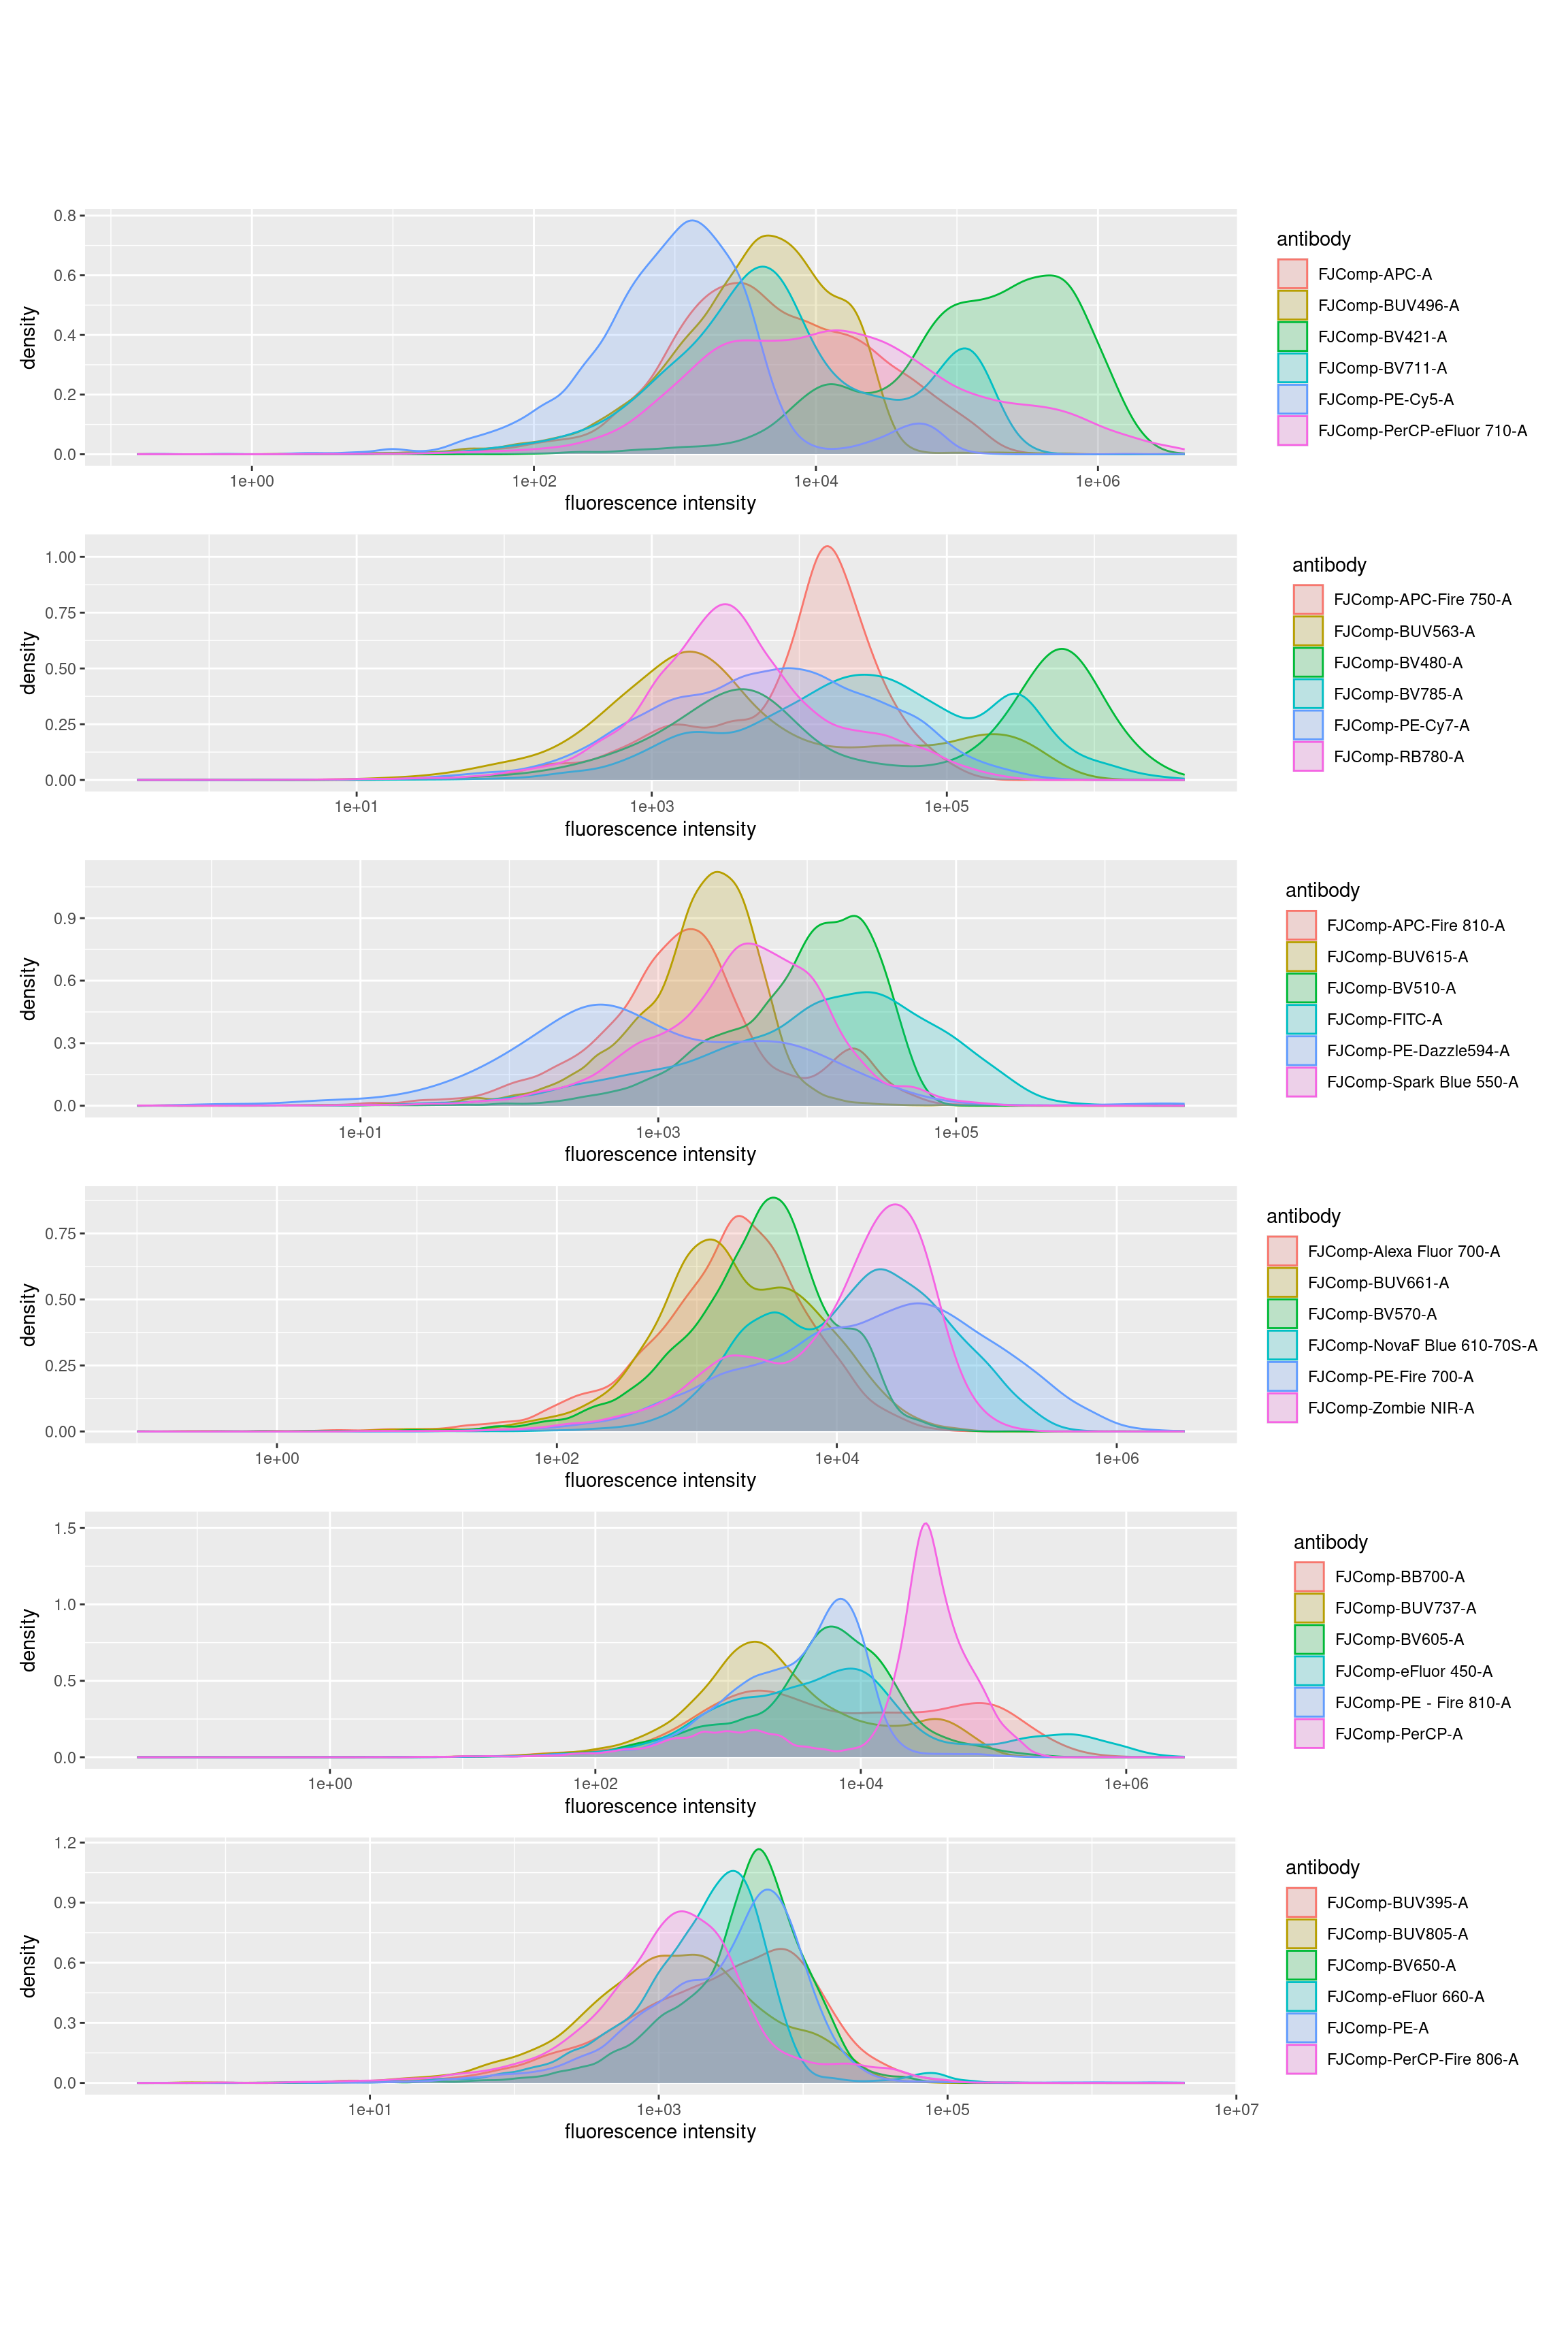 antibody
0.8
0.6
0.4
0.2
0.0
density
FJComp-APC-A
FJComp-BUV496-A
FJComp-BV421-A
FJComp-BV711-A
FJComp-PE-Cy5-A
FJComp-PerCP-eFluor 710-A
1e+00 1e+02 1e+04 1e+06
fluorescence intensity
antibody
1.00
0.75
0.50
0.25
0.00
density
FJComp-APC-Fire 750-A
FJComp-BUV563-A
FJComp-BV480-A
FJComp-BV785-A
FJComp-PE-Cy7-A
FJComp-RB780-A
1e+01 1e+03 1e+05
fluorescence intensity
antibody
0.9
0.6
0.3
0.0
density
FJComp-APC-Fire 810-A
FJComp-BUV615-A
FJComp-BV510-A
FJComp-FITC-A
FJComp-PE-Dazzle594-A
FJComp-Spark Blue 550-A
1e+01 1e+03 1e+05
fluorescence intensity
antibody
0.75
0.50
0.25
0.00
density
FJComp-Alexa Fluor 700-A
FJComp-BUV661-A
FJComp-BV570-A
FJComp-NovaF Blue 610-70S-A
FJComp-PE-Fire 700-A
FJComp-Zombie NIR-A
1e+00 1e+02 1e+04 1e+06
fluorescence intensity
antibody
1.5
1.0
0.5
0.0
density
FJComp-BB700-A
FJComp-BUV737-A
FJComp-BV605-A
FJComp-eFluor 450-A
FJComp-PE - Fire 810-A
FJComp-PerCP-A
1e+00 1e+02 1e+04 1e+06
fluorescence intensity
antibody
1.2
0.9
0.6
0.3
0.0
density
FJComp-BUV395-A
FJComp-BUV805-A
FJComp-BV650-A
FJComp-eFluor 660-A
FJComp-PE-A
FJComp-PerCP-Fire 806-A
1e+01 1e+03 1e+05 1e+07
fluorescence intensity